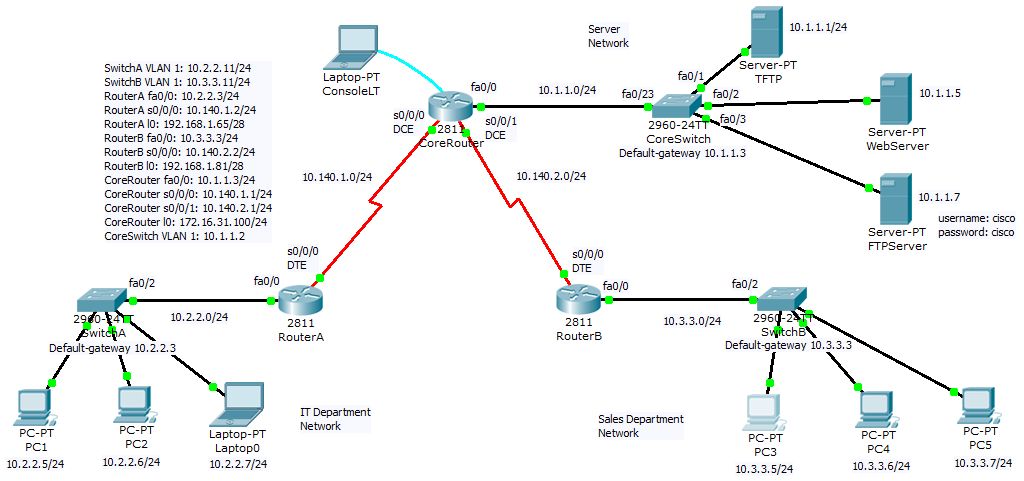 Server
Network
10.1.1.1/24
Server-PT
TFTP
Laptop-PT
ConsoleLT
SwitchA VLAN 1: 10.2.2.11/24
SwitchB VLAN 1: 10.3.3.11/24
RouterA fa0/0: 10.2.2.3/24
RouterA s0/0/0: 10.140.1.2/24
RouterA l0: 192.168.1.65/28
RouterB fa0/0: 10.3.3.3/24
RouterB s0/0/0: 10.140.2.2/24
RouterB l0: 192.168.1.81/28
CoreRouter fa0/0: 10.1.1.3/24
CoreRouter s0/0/0: 10.140.1.1/24
CoreRouter s0/0/1: 10.140.2.1/24
CoreRouter l0: 172.16.31.100/24
CoreSwitch VLAN 1: 10.1.1.2
fa0/0
s0/0/0
DCE
s0/0/1
DCE
2811
CoreRouter
10.1.1.0/24
fa0/23
fa0/1
fa0/2
fa0/3
2960-24TT
CoreSwitch
Default-gateway 10.1.1.3
10.1.1.5
Server-PT
WebServer
10.1.1.7
Server-PT
FTPServer
username: cisco
password: cisco
10.140.1.0/24
10.140.2.0/24
s0/0/0
DTE
s0/0/0
DTE
fa0/2
fa0/0
2960-24TT
SwitchA
Default-gateway 10.2.2.3
10.2.2.0/24
2811
RouterA
fa0/0
fa0/2
2811
RouterB
10.3.3.0/24
2960-24TT
SwitchB
Default-gateway 10.3.3.3
PC-PT
PC1
10.2.2.5/24
PC-PT
PC2
10.2.2.6/24
Laptop-PT
Laptop0
10.2.2.7/24
IT Department
Network
Sales Department
Network
PC-PT
PC3
10.3.3.5/24
PC-PT
PC4
10.3.3.6/24
PC-PT
PC5
10.3.3.7/24